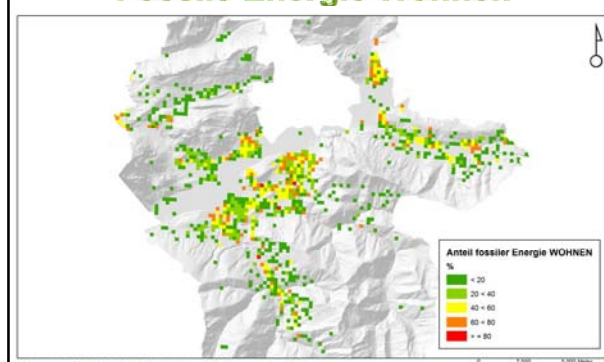 Fossile Energie Wohnen
Anteil fossiler Energie WOHNEN
%
< 20
20 < 40
40 < 60
60 < 80
> = 80